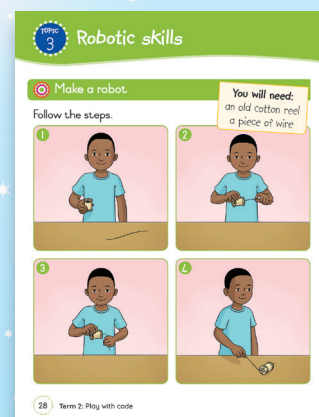 TOPIC
3
Robotic skills
Make a robot
You will need:
an old cotton reel
a piece of wire
Follow the steps.
1
2
3
4
28 Term 2: Play with code